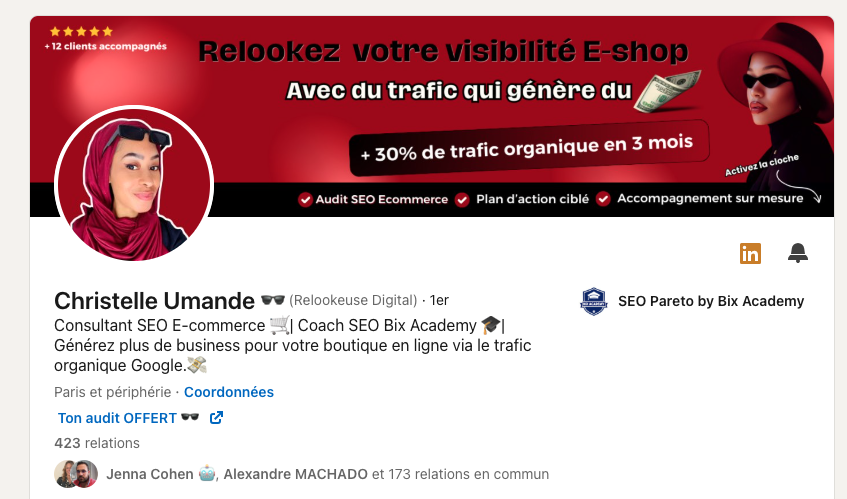 + 12 clients accompagnés
Relookez votre visibilité E-shop
Avec du trafic qui génère du
+ 30% de trafic organique en 3 mois
Activez la cloche
Audit SEO Ecommerce
Plan d'action ciblé
Accompagnement sur mesure
in
Christelle Umande 🕶️ (Relookeuse Digital) · 1er
SEO Pareto by Bix Academy
Consultant SEO E-commerce 🛒| Coach SEO Bix Academy 🎓|
Générez plus de business pour votre boutique en ligne via le trafic
organique Google.💸
Paris et périphérie · Coordonnées
Ton audit OFFERT 🕶️
423 relations
Jenna Cohen 🤖, Alexandre MACHADO et 173 relations en commun